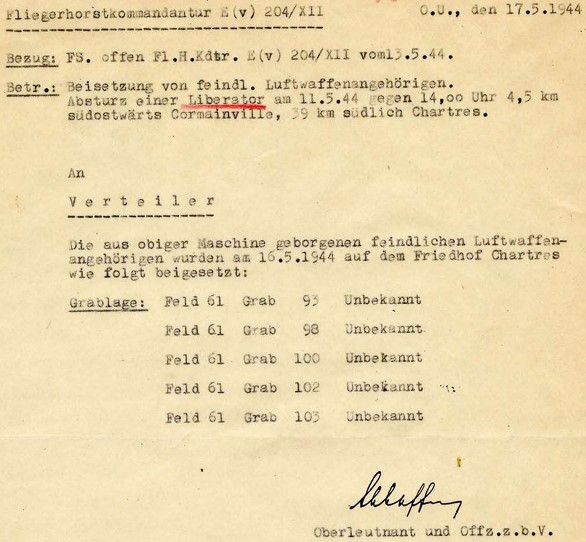 Fliegerhorstkommandantur E(v) 204/XII O.U., den 17.5.1944
Bezug: FS. offen Fl.H.Kdtr. E(v) 204/XII vom13.5.44.
Betr.: Beisetzung von feindl. Luftwaffenangehörigen.
Absturz einer Liberator am 11.5.44 gegen 14,oo Uhr 4,5 km
südostwärts Cormainville, 39 km südlich Chartres.
An
V e r t e i l e r
Die aus obiger Maschine geborgenen feindlichen Luftwaffen-
angehörigen wurden am 16.5.1944 auf dem Friedhof Chartres
wie folgt beigesetzt:
Grablage: Feld 61 Grab 93 Unbekannt
Feld 61 Grab 98 Unbekannt
Feld 61 Grab 100 Unbekannt
Feld 61 Grab 102 Unbekannt
Feld 61 Grab 103 Unbekannt
Oberleutnant und Offz.z.b.V.